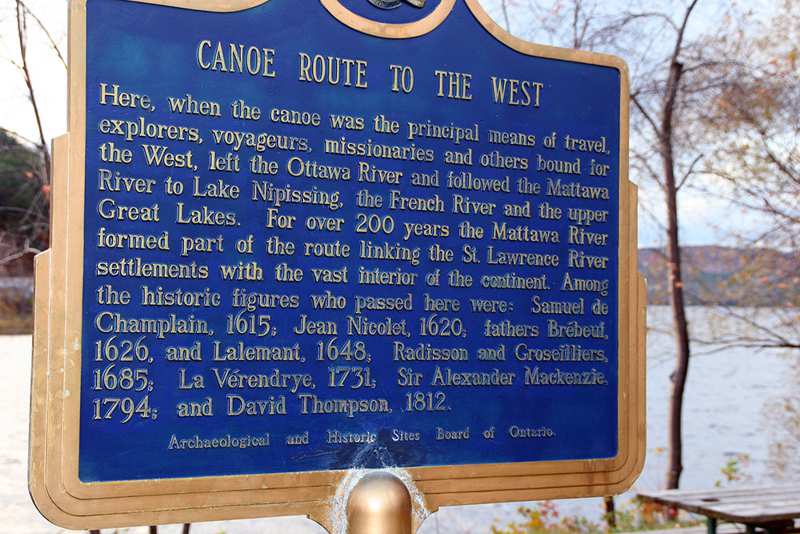 CANOE ROUTE TO THE WEST
Here, when the canoe was the principal means of travel,
explorers, voyageurs, missionaries and others bound for
the West, left the Ottawa River and followed the Mattawa
River to Lake Nipissing, the French River and the upper
Great Lakes. For over 200 years the Mattawa River
formed part of the route linking the St. Lawrence River
settlements with the vast interior of the continent. Among
the historic figures who passed here were: Samuel de
Champlain, 1615; Jean Nicolet, 1620; fathers Brébeuf,
1626, and Lalemant, 1648; Radisson and Groseilliers,
1685; La Vérendrye, 1731; Sir Alexander Mackenzie,
1794; and David Thompson, 1812.
Archaeological and Historic Sites Board of Ontario.